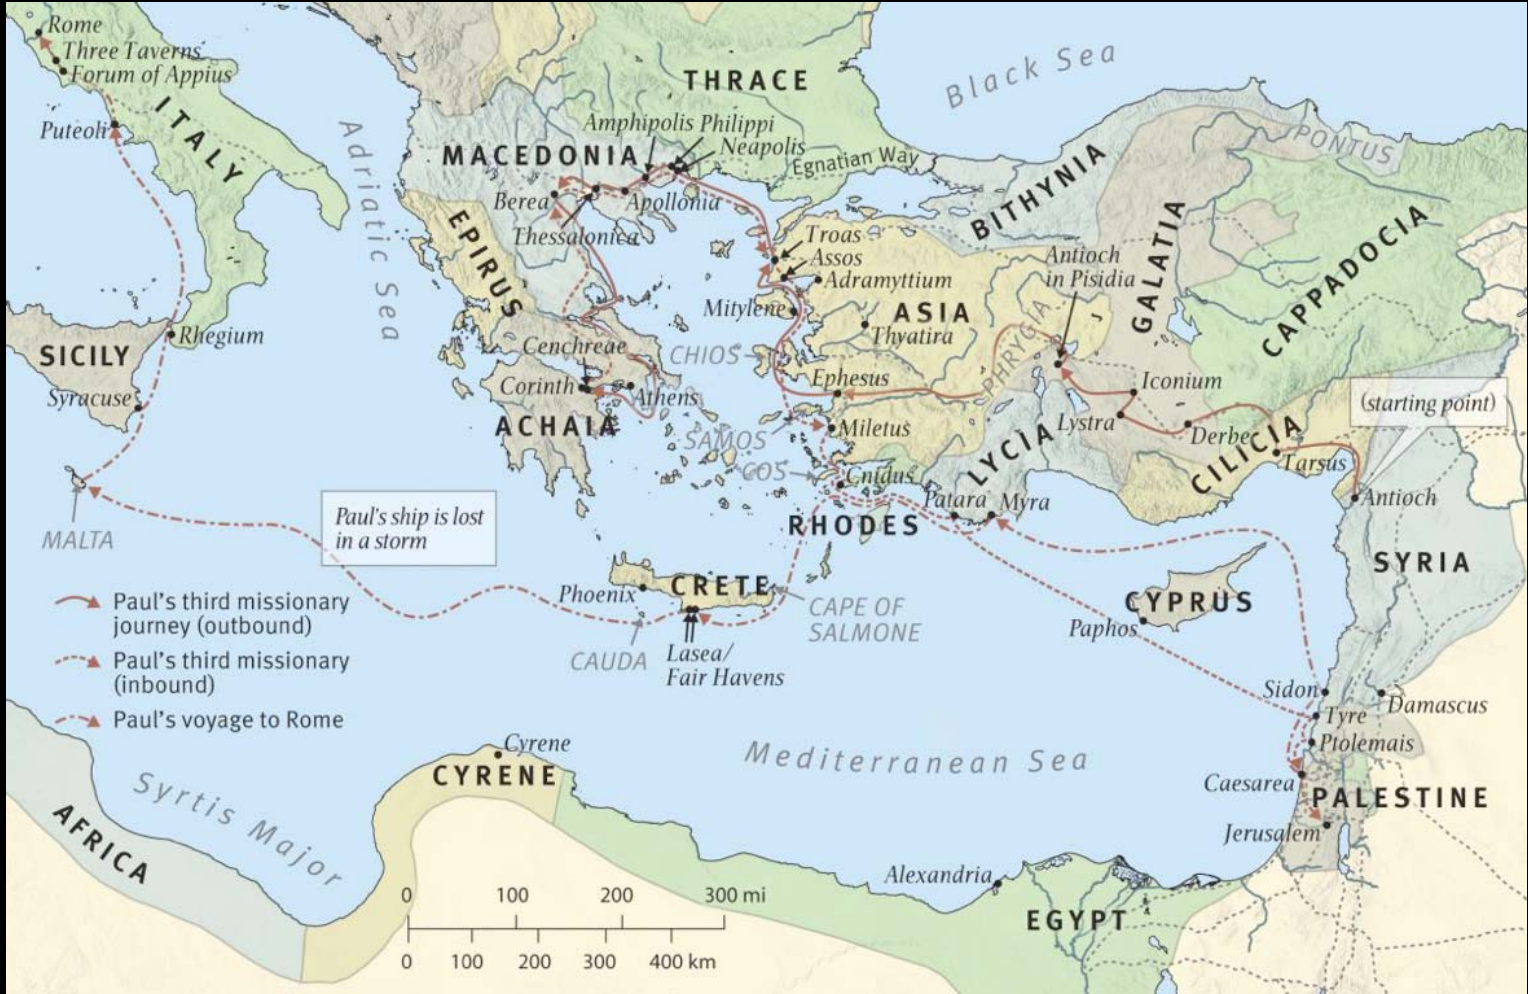 Rome
Three Taverns
Forum of Appius
ITALY
Puteoli
Adriatic Sea
THRACE
Black Sea
Amphipolis Philippi
Neapolis
MACEDONIA
Egnatian Way
PONTUS
BITHYNIA
Berea
Apollonia
Thessalonica
EPIRUS
Troas
Assos
Adramyttium
Antioch
in Pisidia
GALATIA
CAPPADOCIA
Mitylene
ASIA
Thyatira
PHRYGIA
Rhegium
SICILY
Syracuse
Cenchreae
CHIOS
Corinth
Athens
ACHAIA
Ephesus
Iconium
(starting point)
Lystra
Derbe
SAMOS
Miletus
LYCIA
CILICIA
Tarsus
COS
Cnidus
Patara
Myra
Antioch
MALTA
Paul's ship is lost
in a storm
RHODES
SYRIA
Phoenix
CRETE
CAPE OF
SALMONE
CYPRUS
Paphos
CAUDA
Lasea/
Fair Havens
Paul's third missionary
journey (outbound)
Paul's third missionary
(inbound)
Paul's voyage to Rome
Sidon
Damascus
Tyre
Ptolemais
Cyrene
CYRENE
Mediterranean Sea
Caesarea
PALESTINE
Jerusalem
Syrtis Major
AFRICA
Alexandria
EGYPT
0 100 200 300 mi
0 100 200 300 400 km